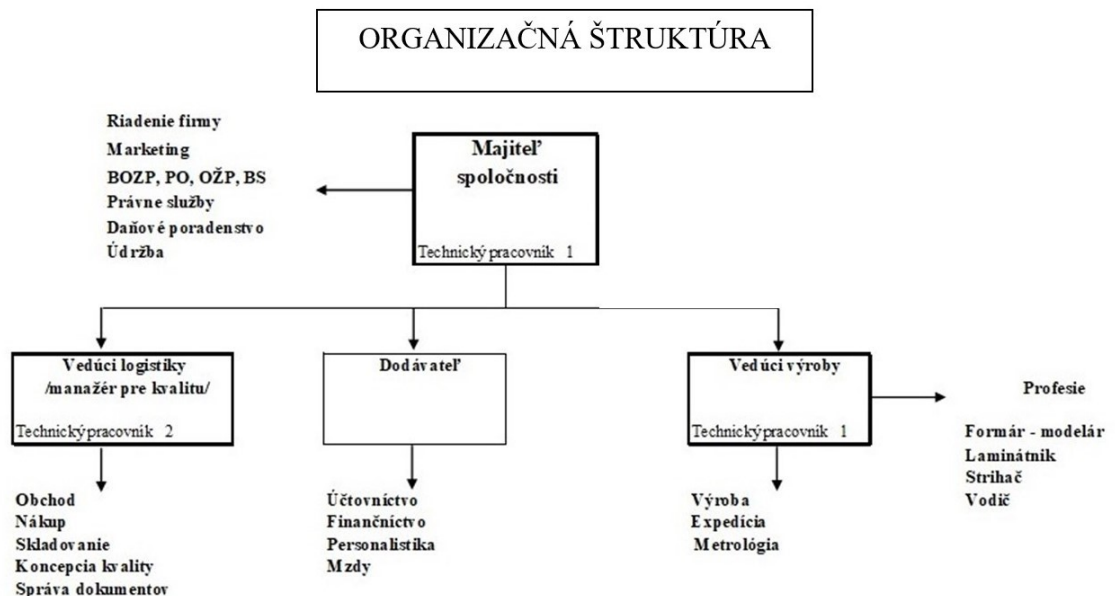 ORGANIZAČNÁ ŠTRUKTÚRA
Riadenie firmy
Marketing
BOZP, PO, OŽP, BS
Právne služby
Daňové poradenstvo
Údržba
Majiteľ
spoločnosti
Technický pracovník 1
Vedúci logistiky
/manažér pre kvalitu/
Technický pracovník 2
Dodávateľ
Vedúci výroby
Technický pracovník 1
Profesie
Formár - modelár
Laminátnik
Strihač
Vodič
Obchod
Nákup
Skladovanie
Koncepcia kvality
Správa dokumentov
Účtovníctvo
Finančníctvo
Personalistika
Mzdy
Výroba
Expedícia
Metrológia